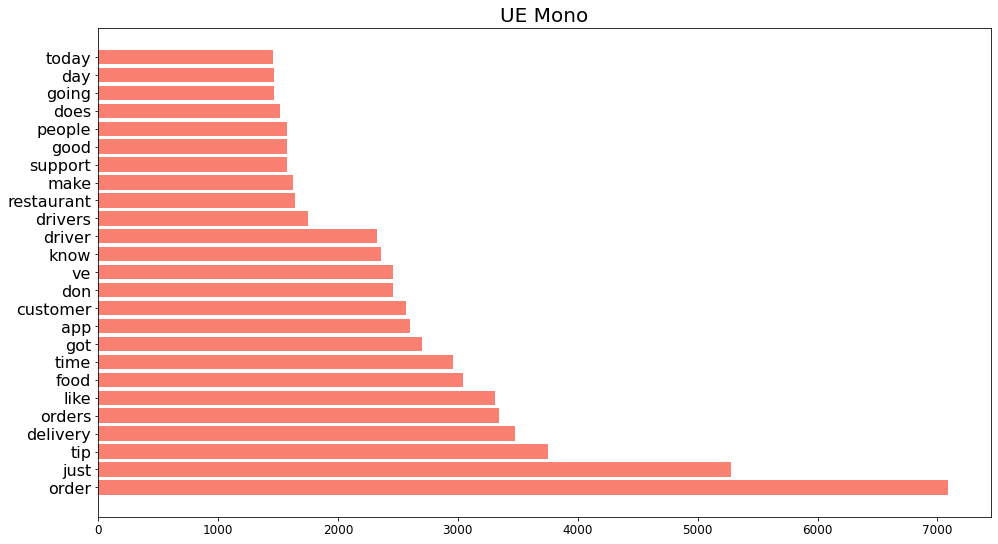 UE Mono
today
day
going
does
people
good
support
make
restaurant
drivers
driver
know
ve
don
customer
app
got
time
food
like
orders
delivery
tip
just
order
0 1000 2000 3000 4000 5000 6000 7000